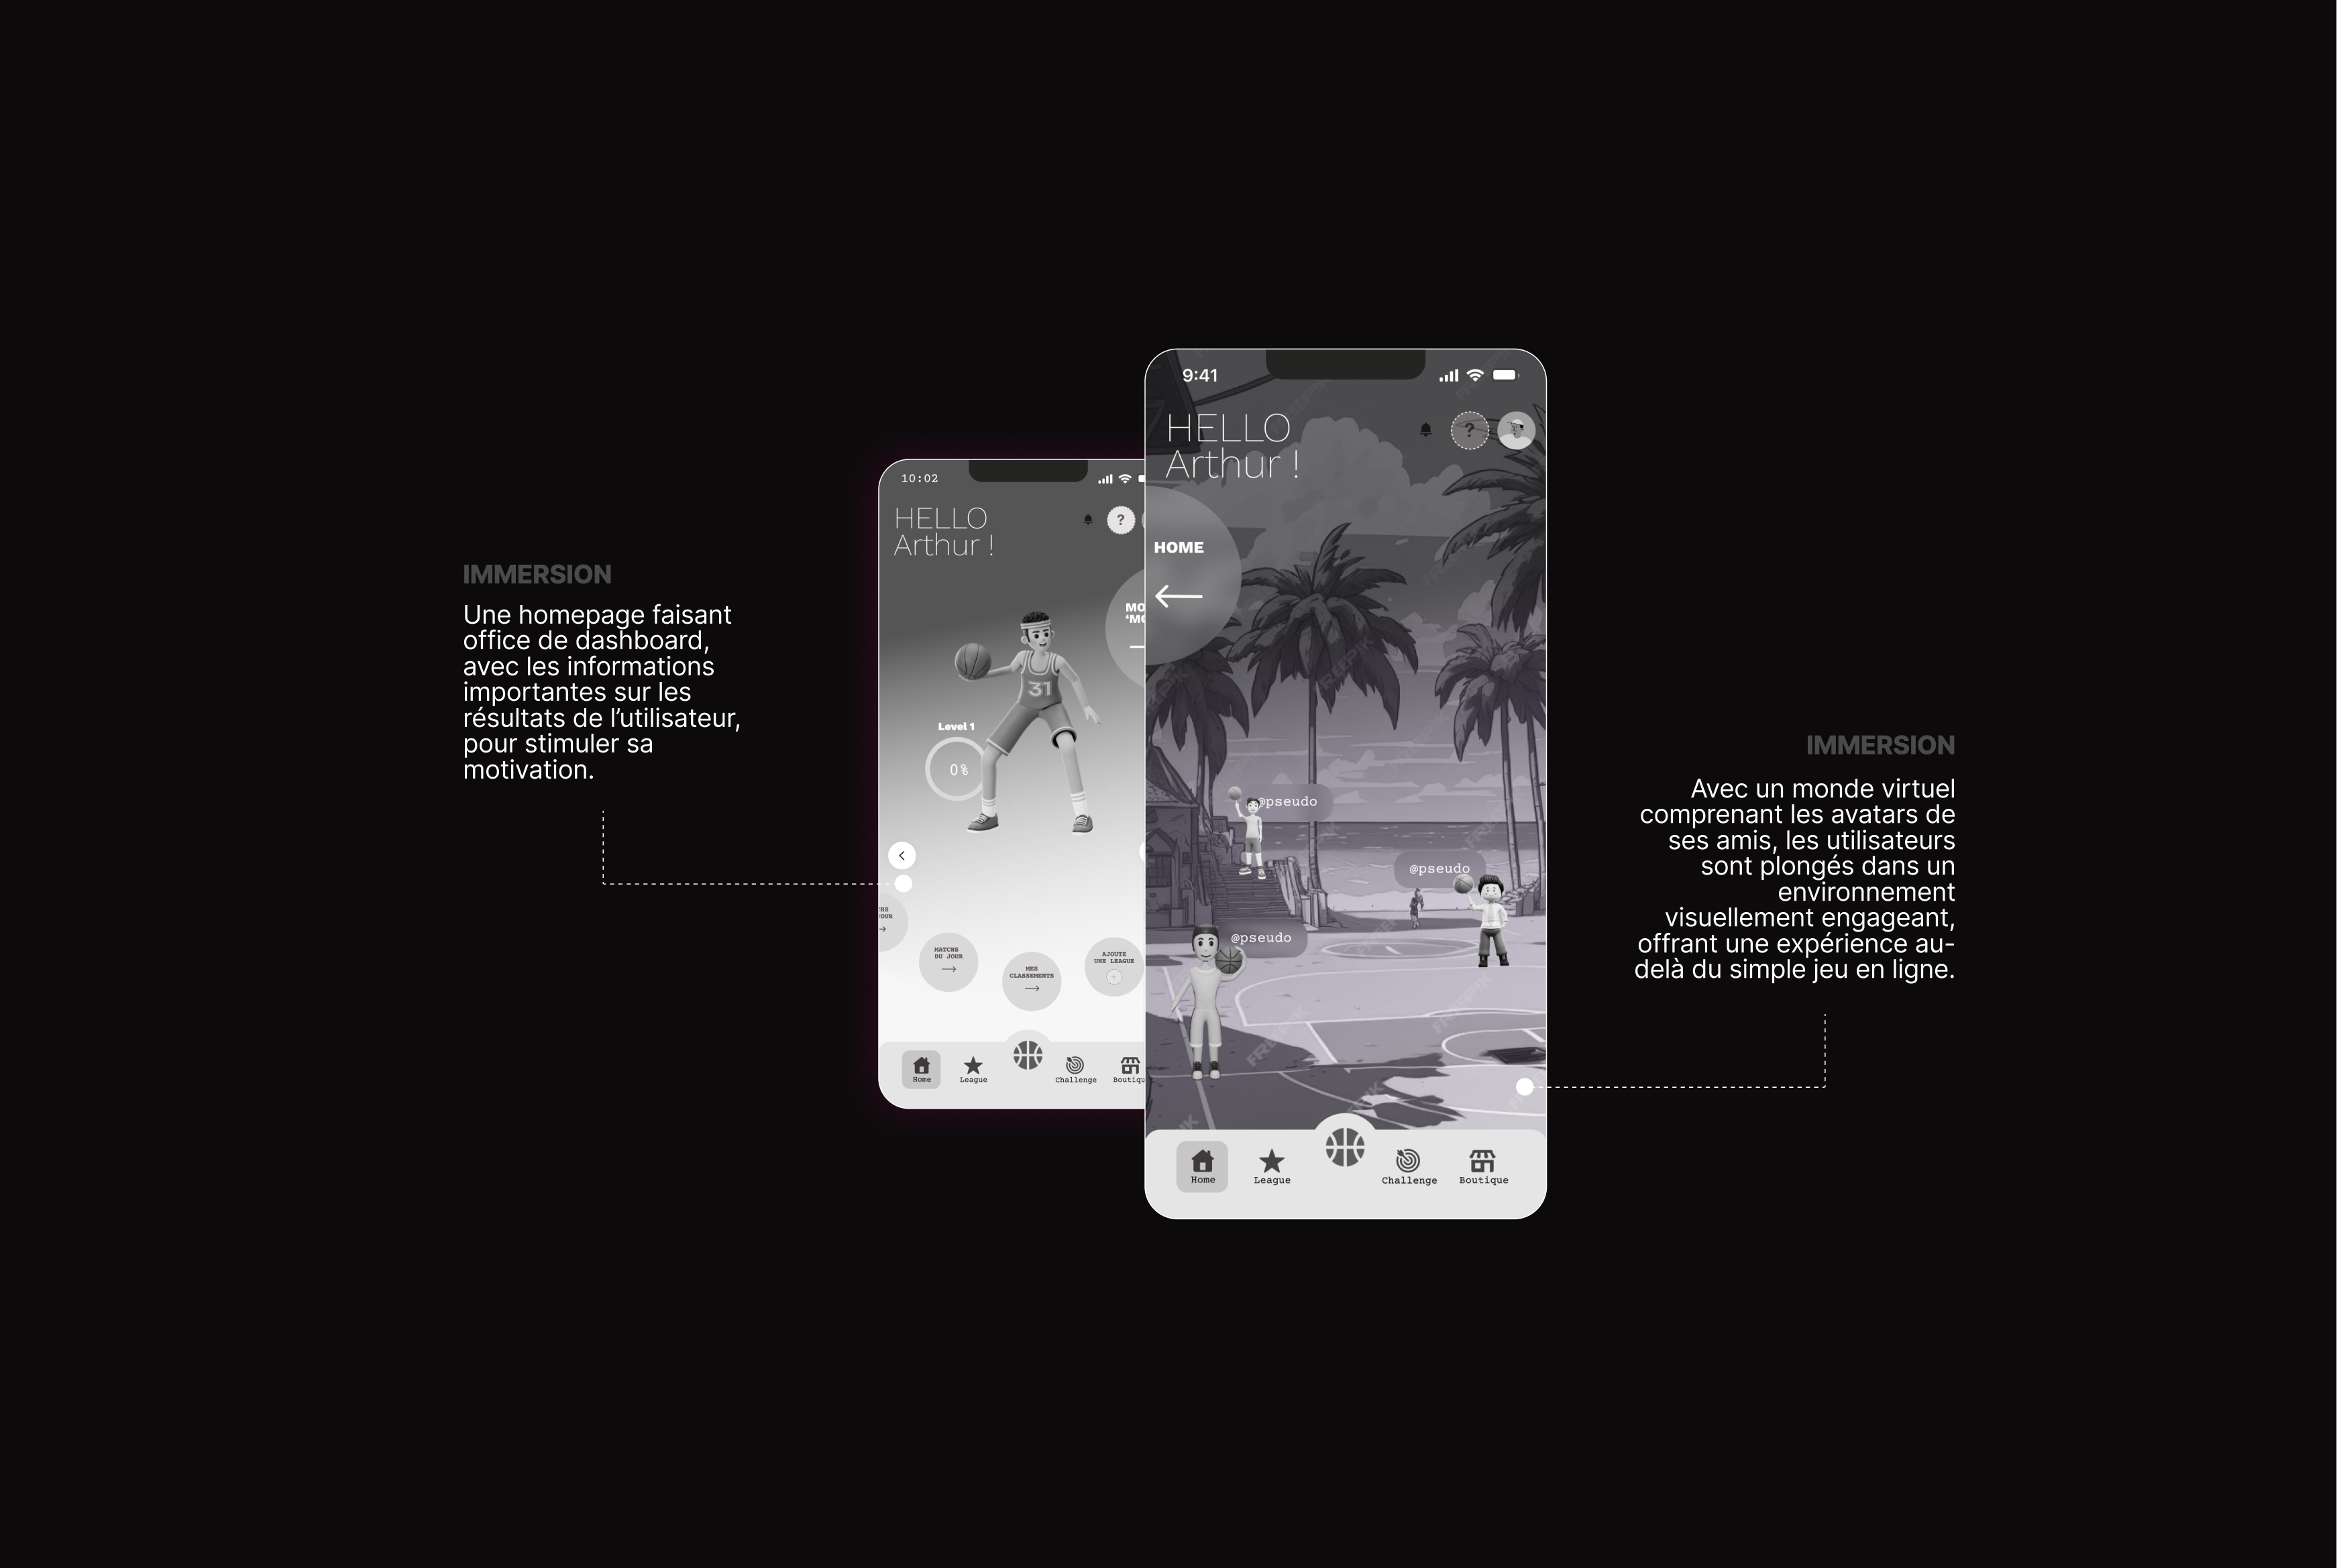 IMMERSION
Une homepage faisant
office de dashboard,
avec les informations
importantes sur les
résultats de l’utilisateur,
pour stimuler sa
motivation.
10:02
HELLO
Arthur !
?
31
Level 1
0%
MATCHS
DU JOUR
MES
CLASSEMENTS
AJOUTE
UNE LEAGUE
Home
League
Challenge
9:41
HELLO
Arthur !
?
HOME
@pseudo
@pseudo
@pseudo
FREEPIK
Home
League
Challenge
Boutique
IMMERSION
Avec un monde virtuel
comprenant les avatars de
ses amis, les utilisateurs
sont plongés dans un
environnement
visuellement engageant,
offrant une expérience au-
delà du simple jeu en ligne.